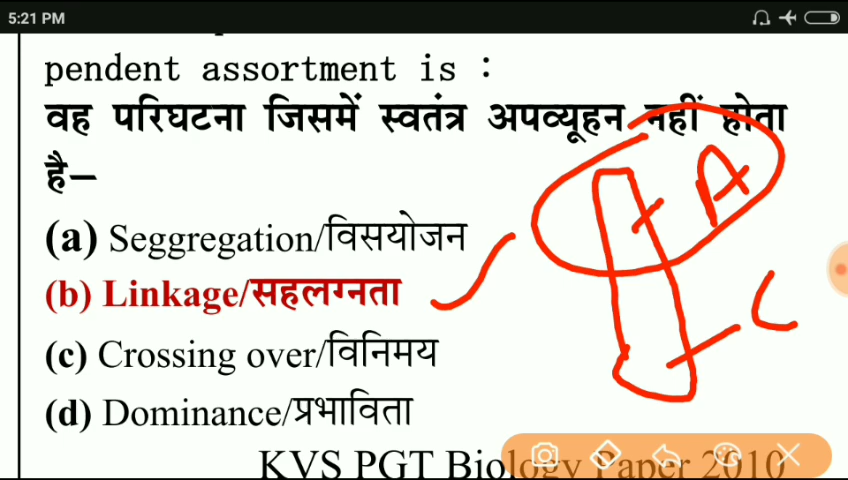 5:21 PM
pendent assortment is :
वह परिघटना जिसमें स्वतंत्र अपव्यूहन नहीं होता
है–
(a) Seggregation/वियोजन
(b) Linkage/सहलग्नता
(c) Crossing over/विनिमय
(d) Dominance/प्रभाविता
KVS PGT Biology Paper 2010
A
C